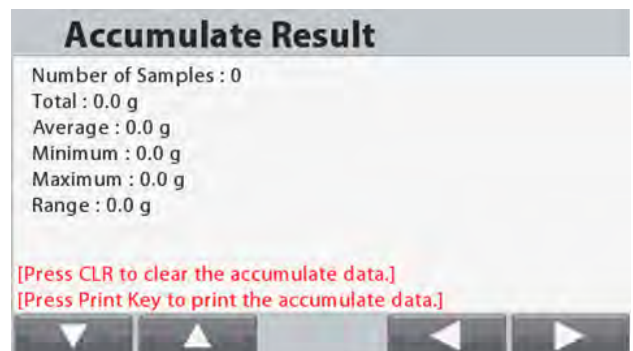 Accumulate Result
Number of Samples : 0
Total : 0.0 g
Average : 0.0 g
Minimum : 0.0 g
Maximum : 0.0 g
Range : 0.0 g
[Press CLR to clear the accumulate data.]
[Press Print Key to print the accumulate data.]